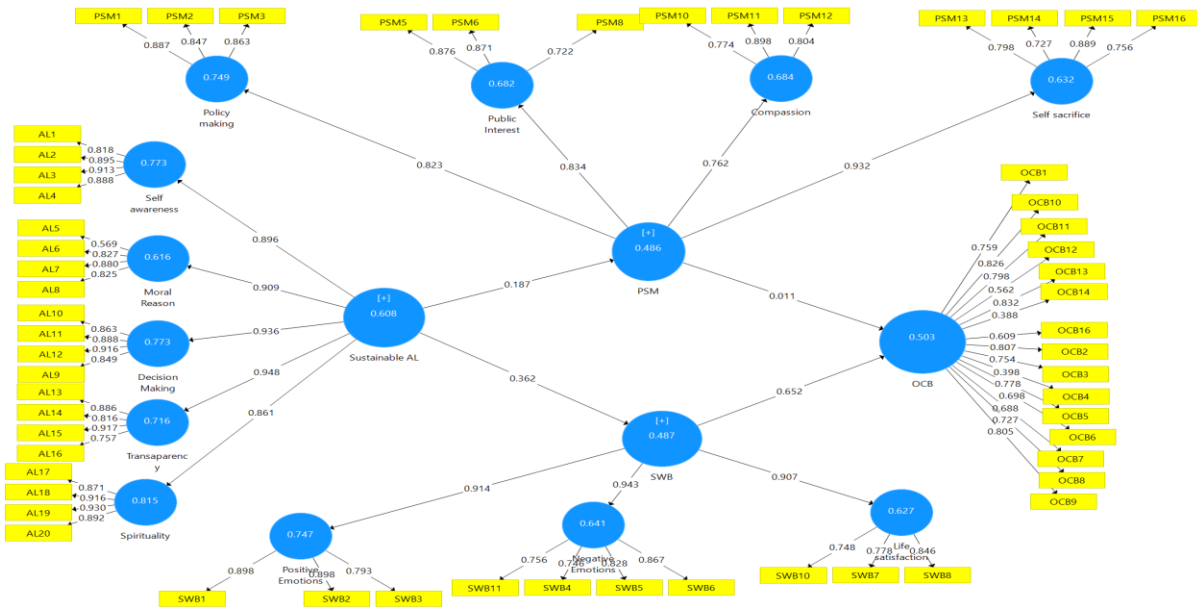 PSM1 PSM2 PSM3
0.887 0.847 0.863
0.749
Policy
making
PSM5 PSM6 PSM8
0.876 0.871 0.722
0.682
Public
Interest
PSM10 PSM11 PSM12
0.774 0.898 0.804
0.684
Compassion
PSM13 PSM14 PSM15 PSM16
0.798 0.727 0.889 0.756
0.632
Self sacrifice
0.823
0.834
0.762
0.932
AL1
AL2
AL3
AL4
0.818
0.895
0.913
0.888
0.773
Self
awareness
AL5
AL6
AL7
AL8
0.569
0.827
0.880
0.825
0.616
Moral
Reason
AL10
AL11
AL12
AL9
0.863
0.888
0.916
0.849
0.773
Decision
Making
AL13
AL14
AL15
AL16
0.886
0.816
0.917
0.757
0.716
Transparenc
y
AL17
AL18
AL19
AL20
0.871
0.916
0.930
0.892
0.815
Spirituality
0.896
0.909
0.936
0.948
0.861
[+]
0.608
Sustainable AL
0.187
0.362
[+]
0.486
PSM
0.011
[+]
0.487
SWB
0.652
0.503
OCB
0.759
0.826
0.798
0.562
0.832
0.388
0.609
0.807
0.754
0.398
0.778
0.698
0.688
0.727
0.805
OCB1
OCB10
OCB11
OCB12
OCB13
OCB14
OCB16
OCB2
OCB3
OCB4
OCB5
OCB6
OCB7
OCB8
OCB9
0.914
0.943
0.907
0.747
Positive
Emotions
0.898 0.898 0.793
SWB1 SWB2 SWB3
0.641
Negative
Emotions
0.756 0.746 0.828 0.867
SWB11 SWB4 SWB5 SWB6
0.627
Life
satisfaction
0.748 0.778 0.846
SWB10 SWB7 SWB8